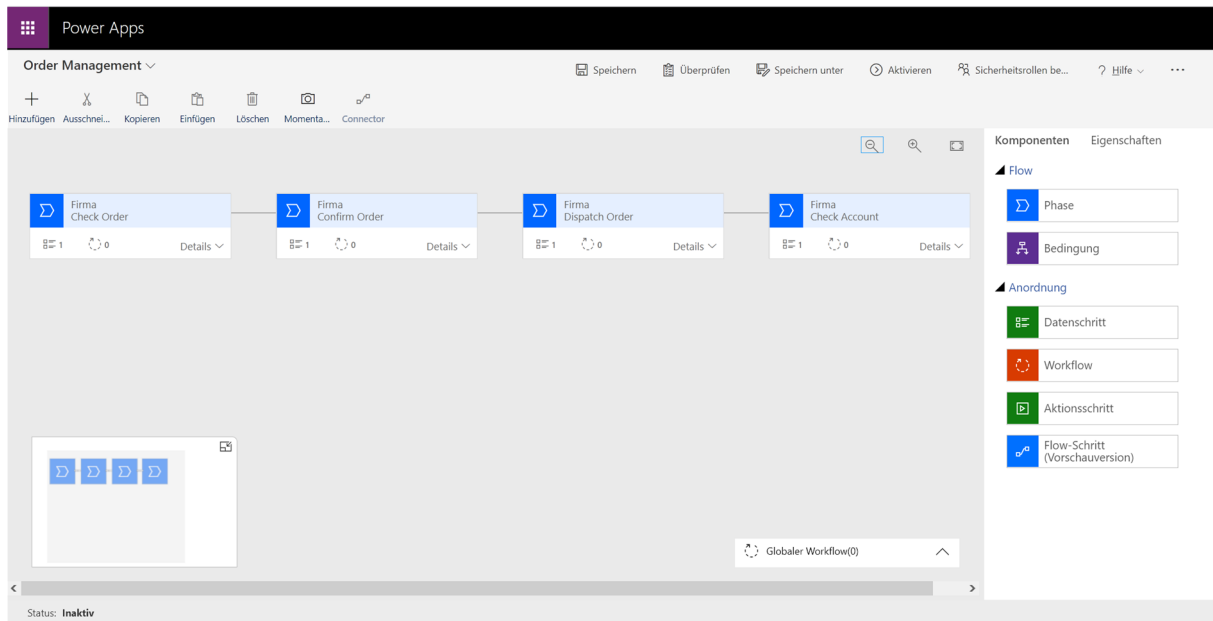 Power Apps
Order Management
Speichern
Überprüfen
Speichern unter
Aktivieren
Sicherheitsrollen be...
? Hilfe
...
Hinzufügen
Ausschnei...
Kopieren
Einfügen
Löschen
Momenta...
Connector
Komponenten
Eigenschaften
Flow
Phase
Bedingung
Anordnung
Datenschritt
Workflow
Aktionsschritt
Flow-Schritt
(Vorschauversion)
Firma
Check Order
1
0
Details
Firma
Confirm Order
1
0
Details
Firma
Dispatch Order
1
0
Details
Firma
Check Account
1
0
Details
Globaler Workflow(0)
Status: Inaktiv